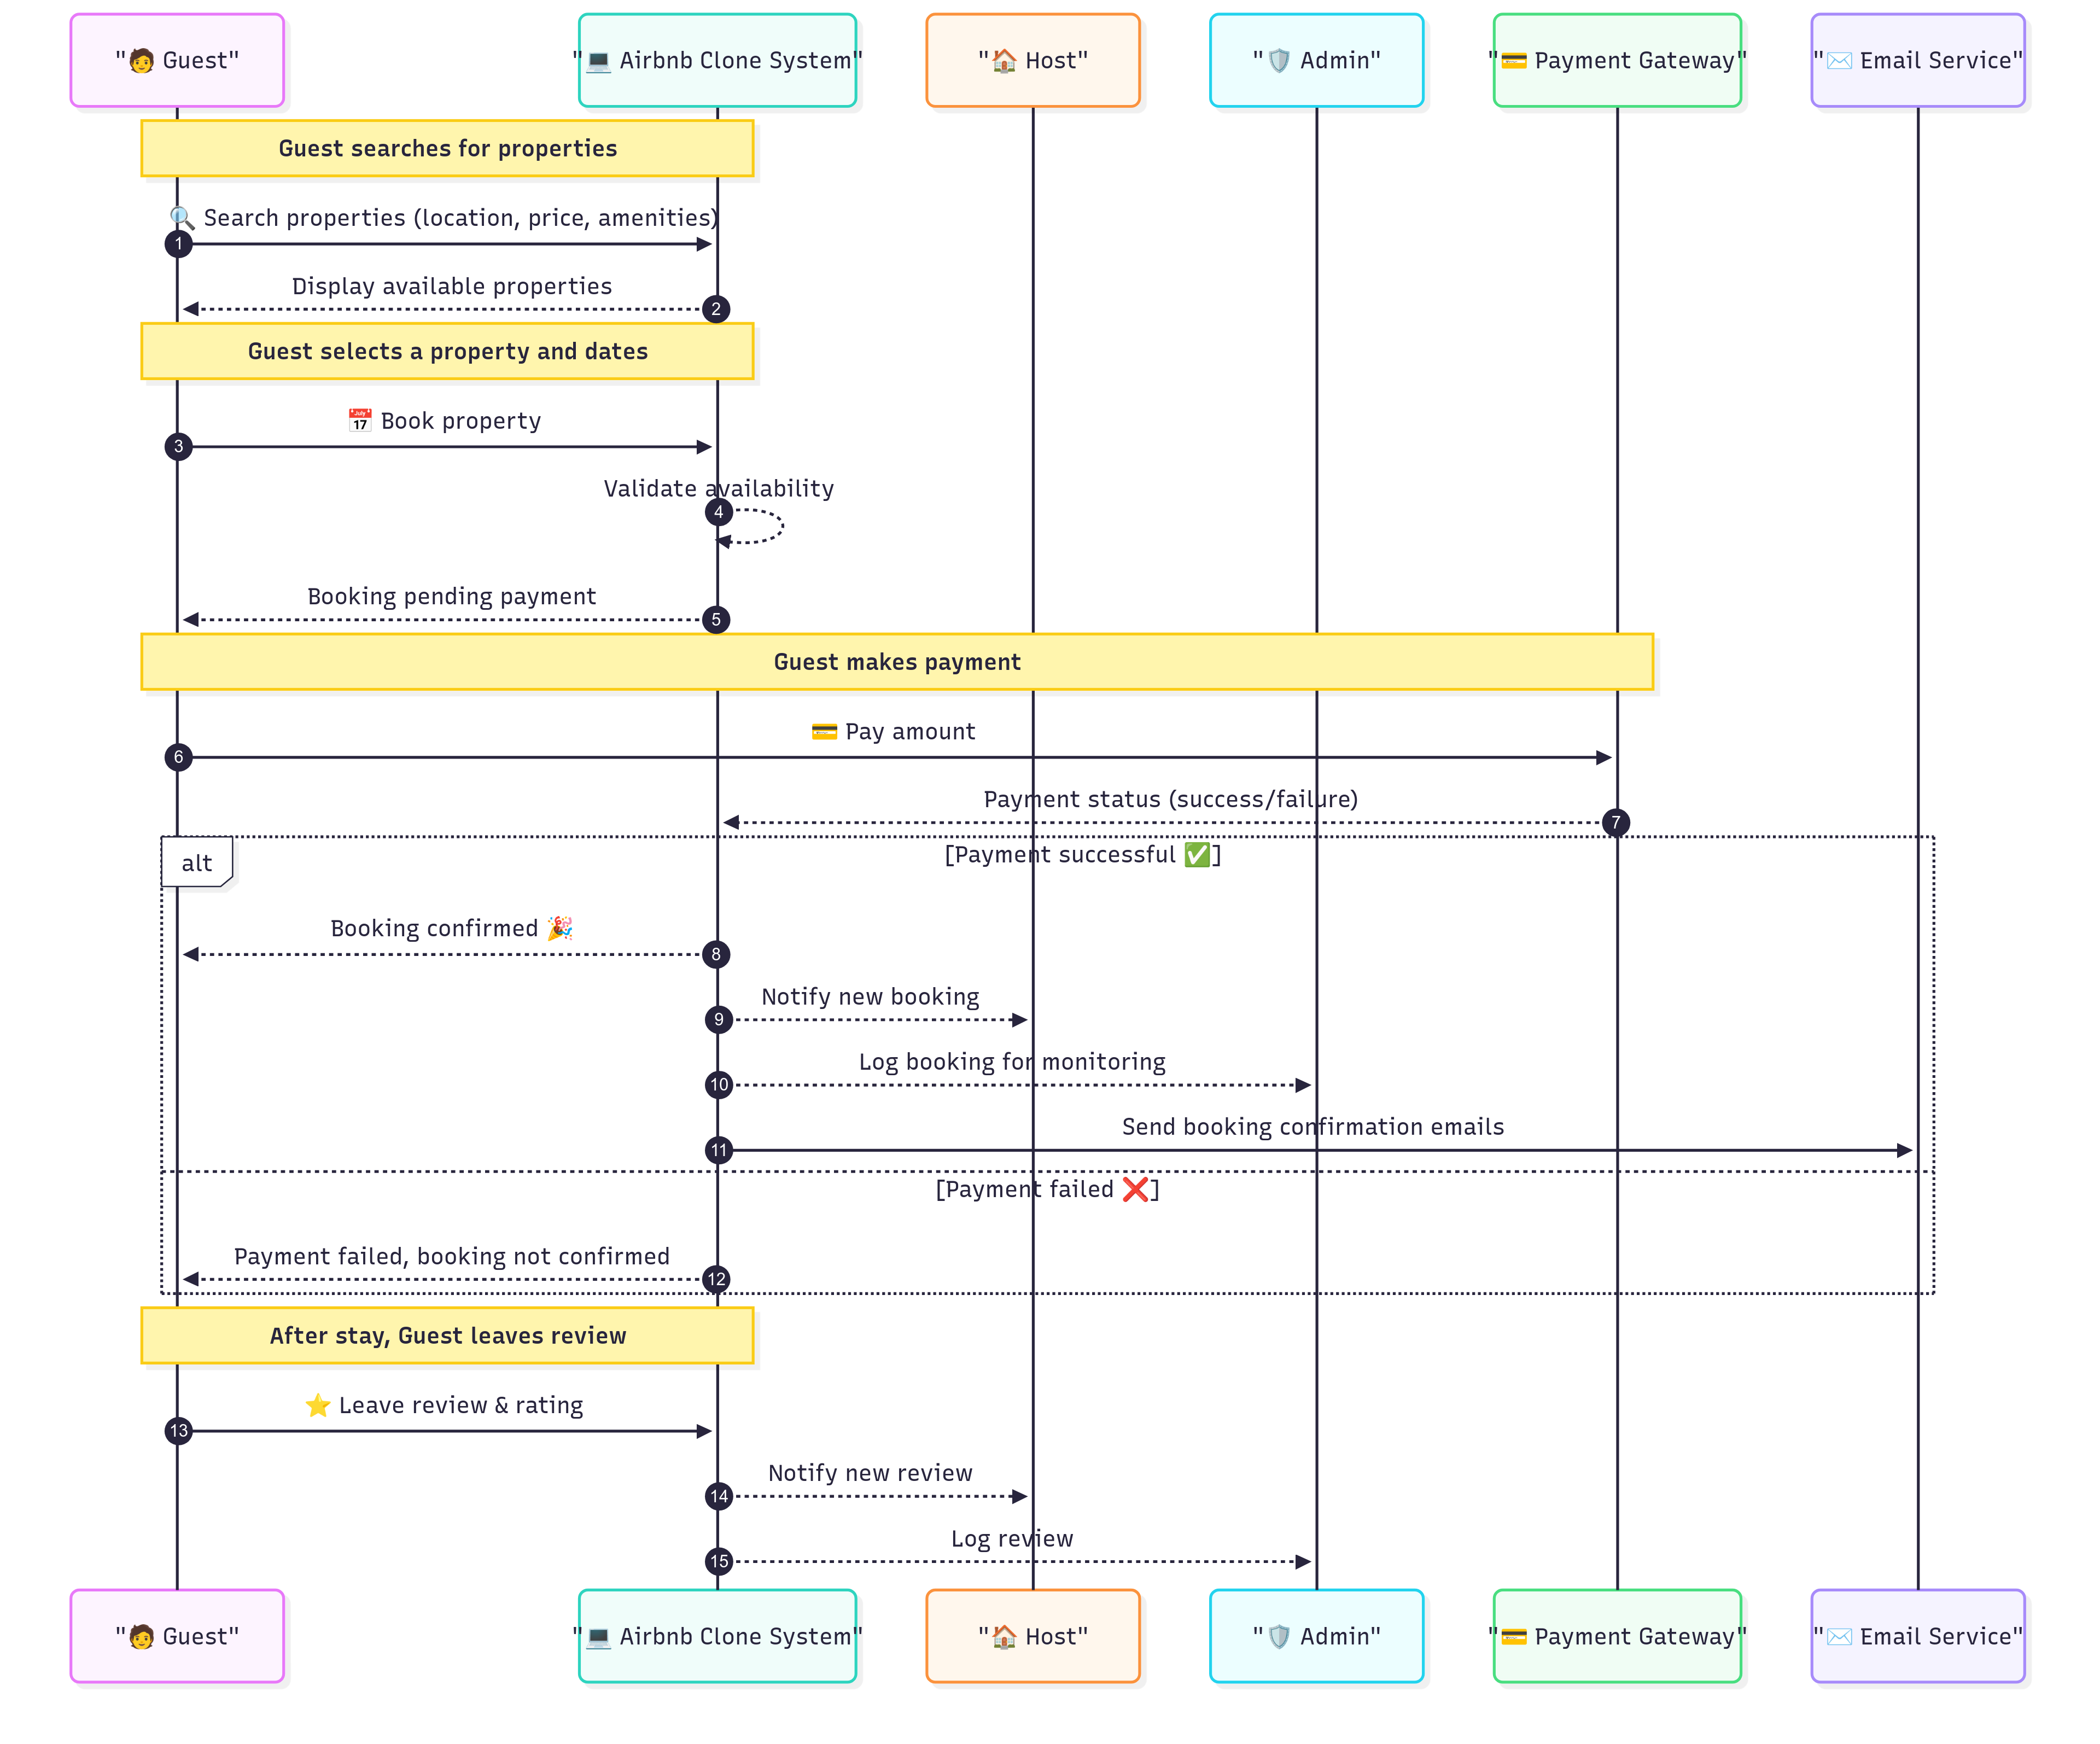 "🧑 Guest"
"💻 Airbnb Clone System"
"🏠 Host"
"🛡️ Admin"
"💳 Payment Gateway"
"✉️ Email Service"
Guest searches for properties
🔍 Search properties (location, price, amenities)
1
Display available properties
2
Guest selects a property and dates
📅 Book property
3
Validate availability
4
Booking pending payment
5
Guest makes payment
💳 Pay amount
6
Payment status (success/failure)
7
alt
[Payment successful ✅]
Booking confirmed 🎉
8
Notify new booking
9
Log booking for monitoring
10
Send booking confirmation emails
11
[Payment failed ❌]
Payment failed, booking not confirmed
12
After stay, Guest leaves review
⭐ Leave review & rating
13
Notify new review
14
Log review
15
"🧑 Guest"
"💻 Airbnb Clone System"
"🏠 Host"
"🛡️ Admin"
"💳 Payment Gateway"
"✉️ Email Service"